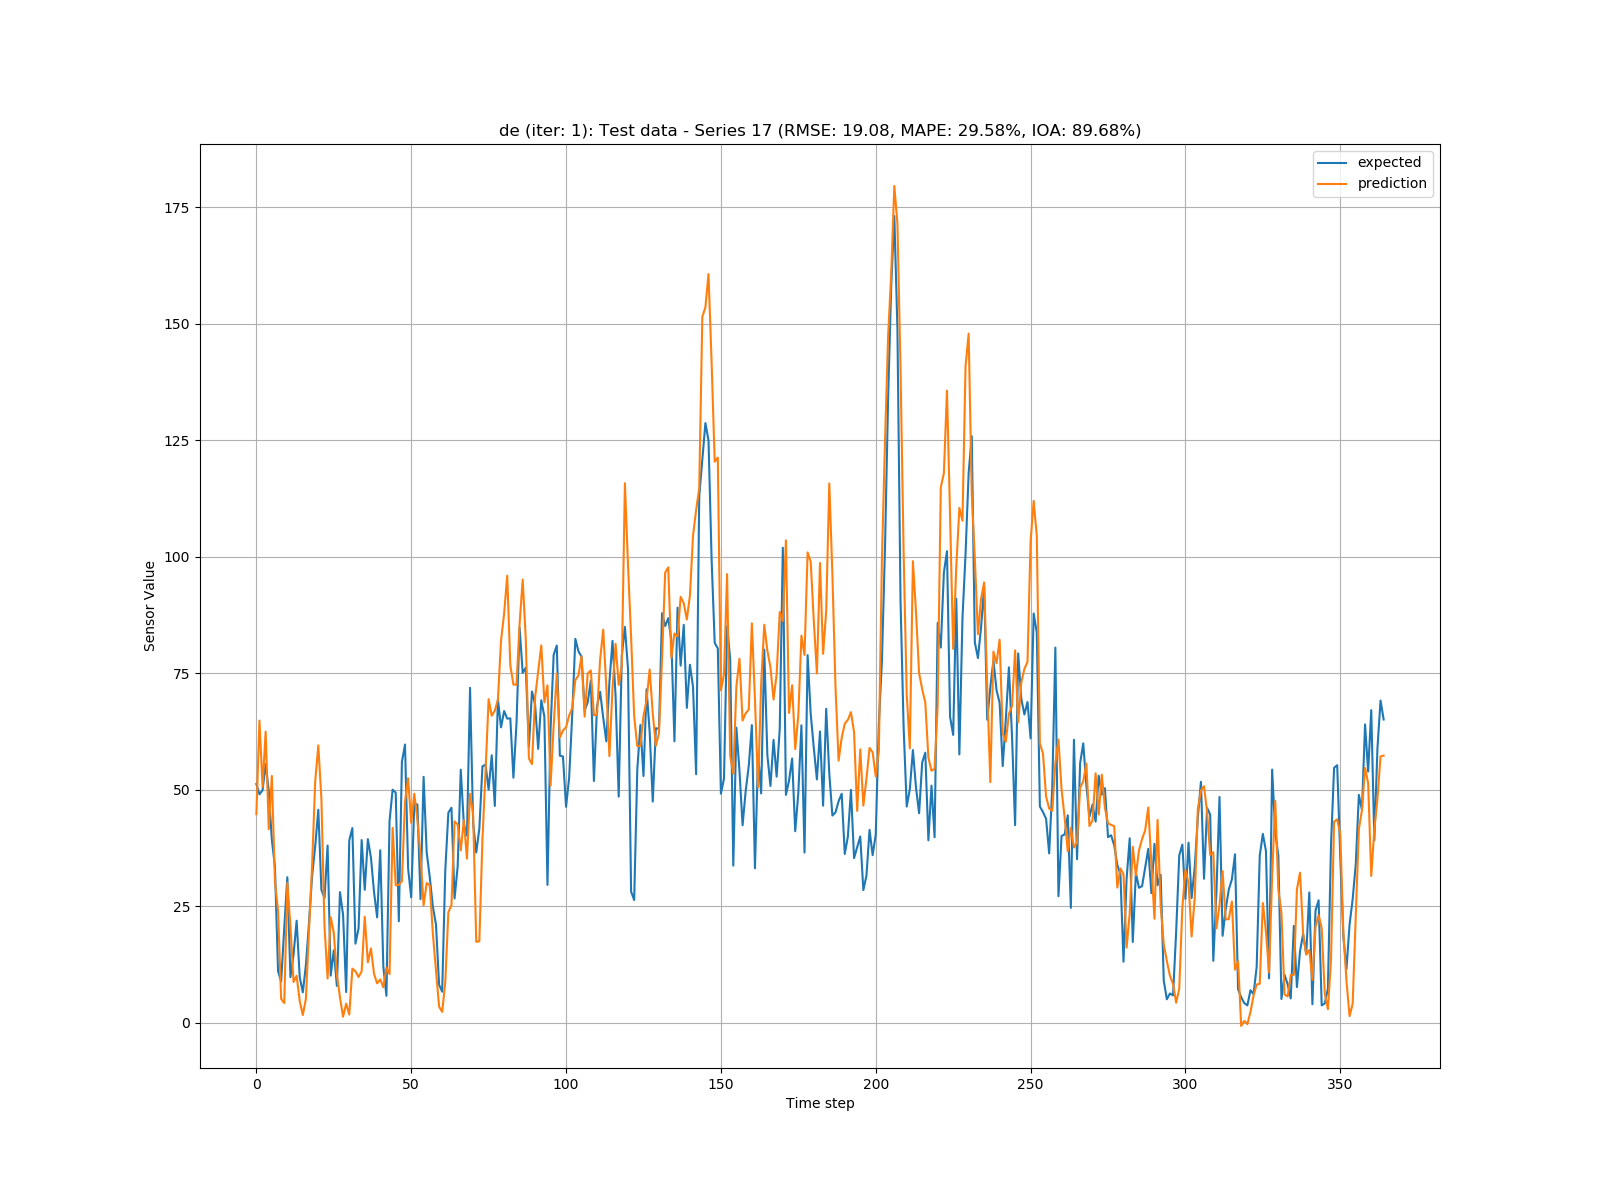 de (iter: 1): Test data - Series 17 (RMSE: 19.08, MAPE: 29.58%, IOA: 89.68%)
expected
prediction
175
150
125
100
75
50
25
0
Sensor Value
0 50 100 150 200 250 300 350
Time step